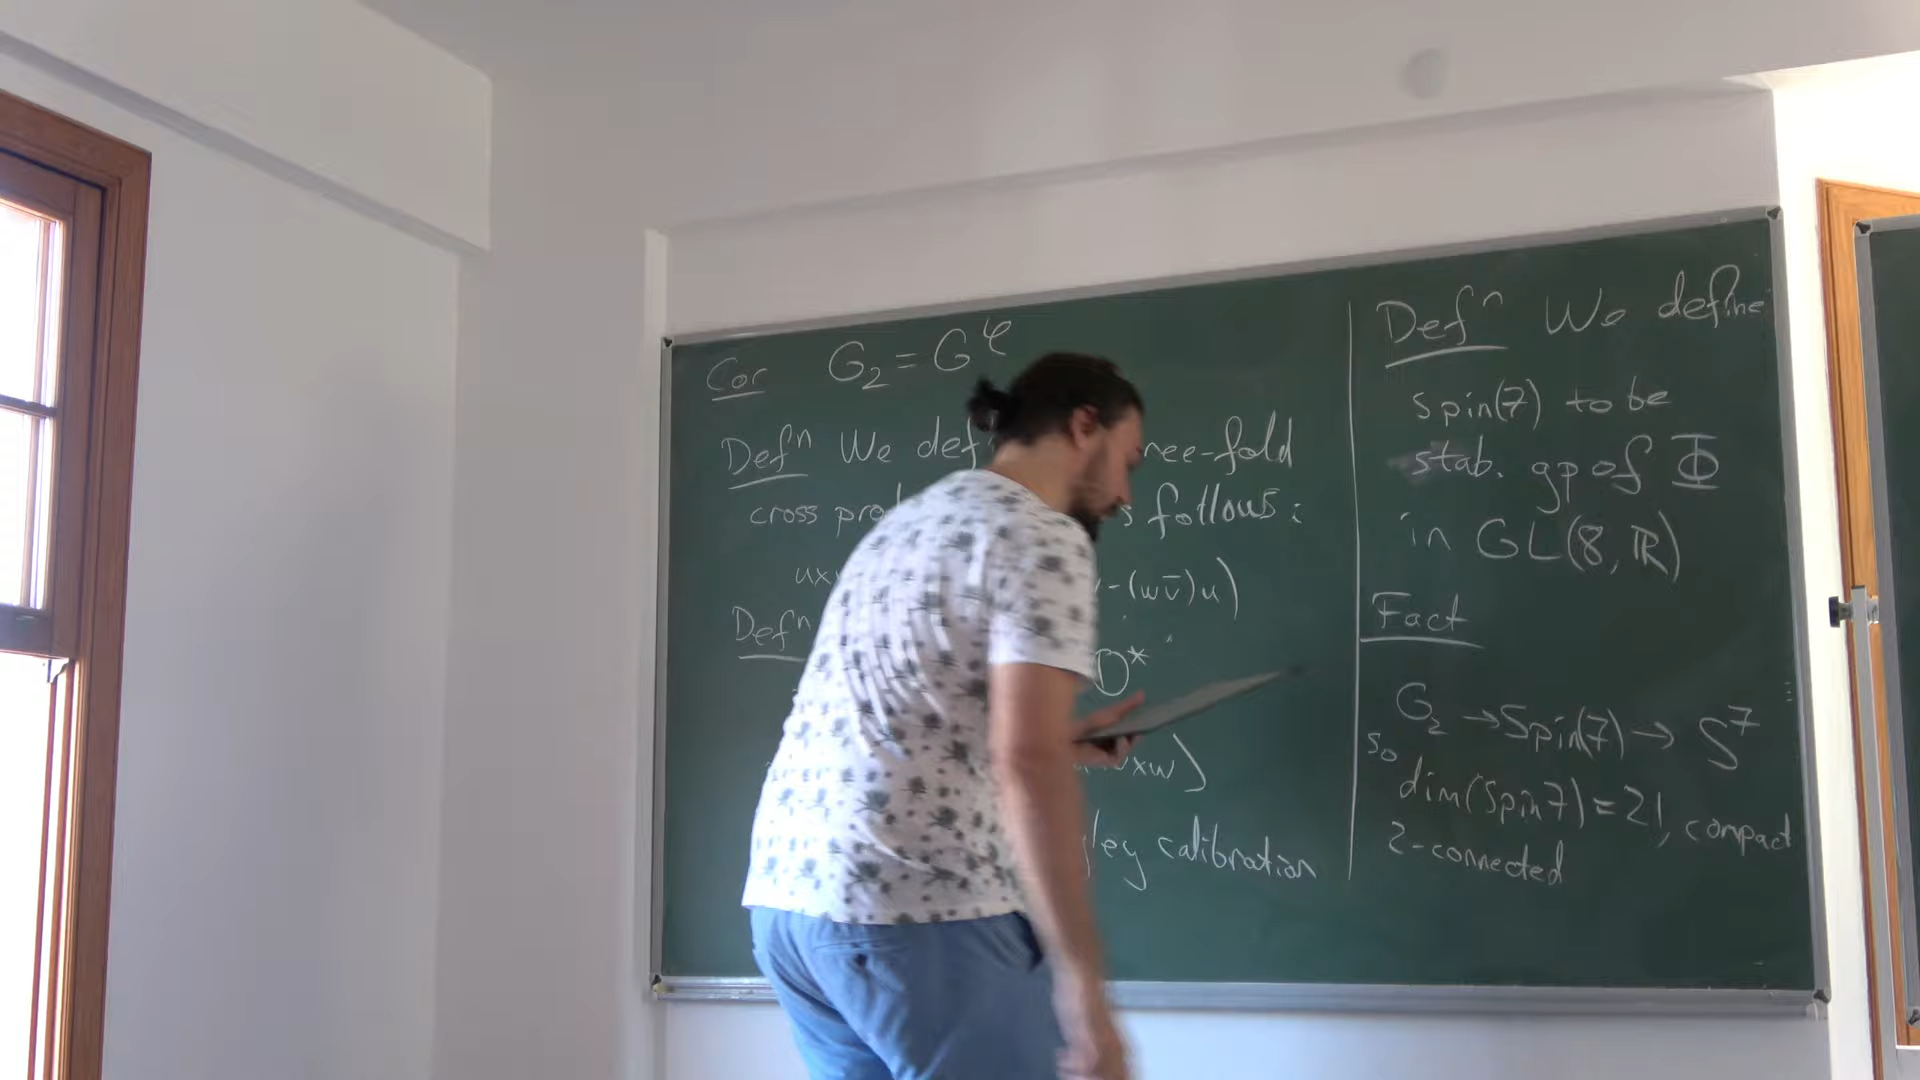 Cor G₂ = G^φ
Defⁿ We def ree-fold
cross pro s follows:
ux -(wv̄)u)
Defⁿ
O*
vxw)
ley calibration
Defⁿ We define
spin(7) to be
stab. gp of Φ
in GL(8, ℝ)
Fact
G₂ → Spin(7) → S⁷
so
dim(Spin7) = 21, compact
2-connected